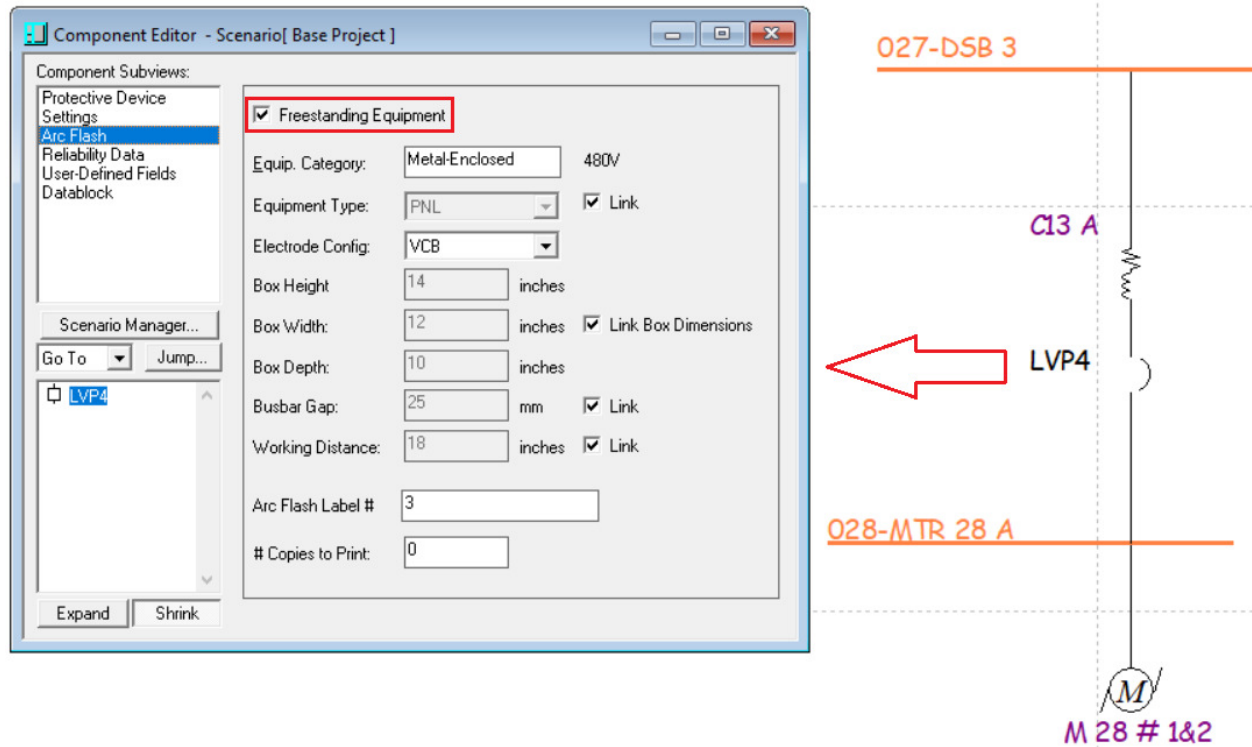 Component Editor - Scenario[ Base Project ]
Component Subviews:
Protective Device
Settings
Arc Flash
Reliability Data
User-Defined Fields
Datablock
Scenario Manager...
Go To
Jump...
LVP4
Expand
Shrink
Freestanding Equipment
Equip. Category: Metal-Enclosed 480V
Equipment Type: PNL Link
Electrode Config: VCB
Box Height 14 inches
Box Width: 12 inches Link Box Dimensions
Box Depth: 10 inches
Busbar Gap: 25 mm Link
Working Distance: 18 inches Link
Arc Flash Label # 3
# Copies to Print: 0
027-DSB 3
C13 A
LVP4
028-MTR 28 A
M
M 28 # 1&2